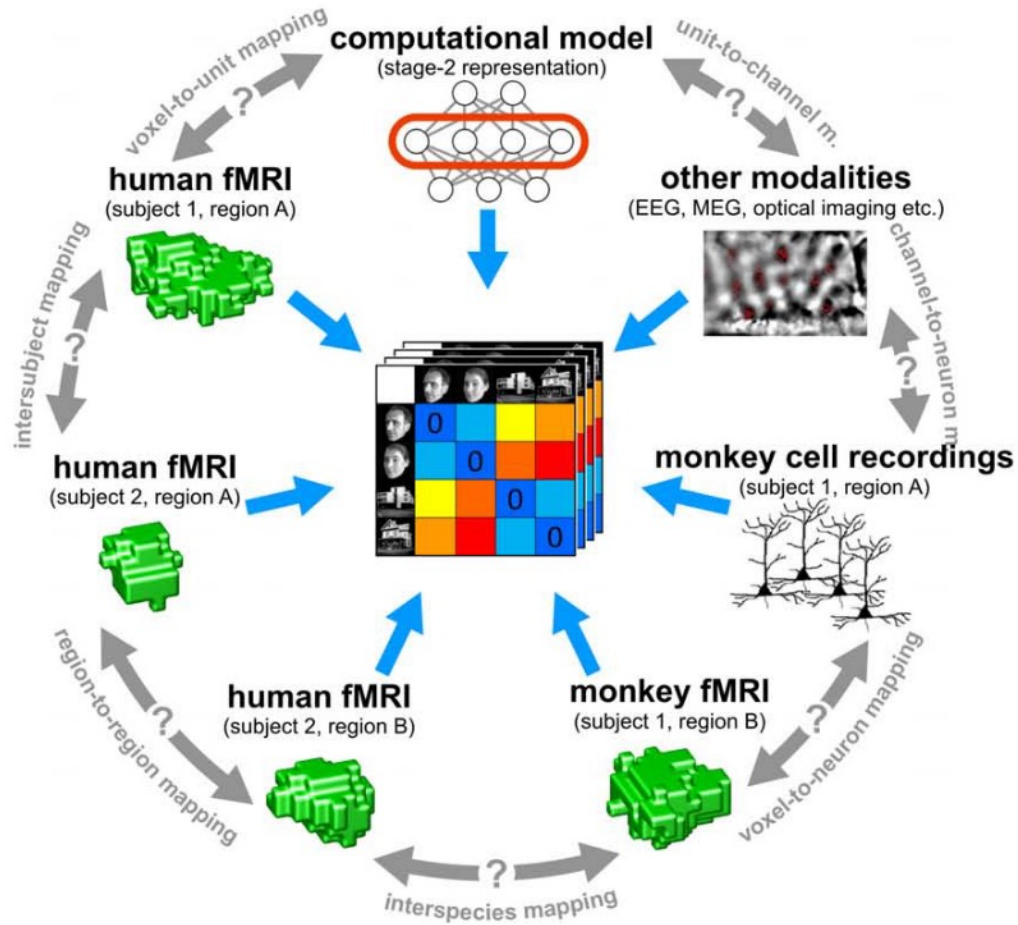 computational model
(stage-2 representation)
voxel-to-unit mapping
?
unit-to-channel m.
?
human fMRI
(subject 1, region A)
other modalities
(EEG, MEG, optical imaging etc.)
intersubject mapping
?
channel-to-neuron m.
?
0
0
0
0
human fMRI
(subject 2, region A)
monkey cell recordings
(subject 1, region A)
region-to-region mapping
?
human fMRI
(subject 2, region B)
monkey fMRI
(subject 1, region B)
voxel-to-neuron mapping
?
?
interspecies mapping